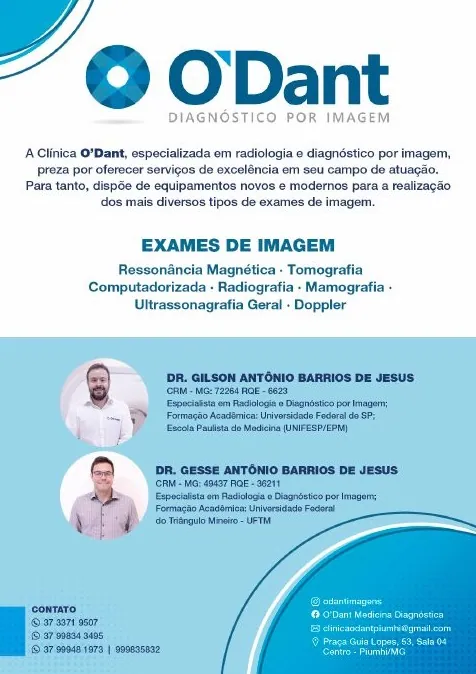 O'Dant
DIAGNÓSTICO POR IMAGEM
A Clínica O'Dant, especializada em radiologia e diagnóstico por imagem,
preza por oferecer serviços de excelência em seu campo de atuação.
Para tanto, dispõe de equipamentos novos e modernos para a realização
dos mais diversos tipos de exames de imagem.
EXAMES DE IMAGEM
Ressonância Magnética · Tomografia
Computadorizada · Radiografia · Mamografia ·
Ultrassonagrafia Geral · Doppler
DR. GILSON ANTÔNIO BARRIOS DE JESUS
CRM - MG: 72264 RQE - 6623
Especialista em Radiologia e Diagnóstico por Imagem;
Formação Acadêmica: Universidade Federal de SP;
Escola Paulista de Medicina (UNIFESP/EPM)
DR. GESSE ANTÔNIO BARRIOS DE JESUS
CRM - MG: 49437 RQE - 36211
Especialista em Radiologia e Diagnóstico por Imagem;
Formação Acadêmica: Universidade Federal
do Triângulo Mineiro - UFTM
CONTATO
37 3371 9507
37 99834 3495
37 99948 1973 | 999835832
odantimagens
O'Dant Medicina Diagnóstica
clinicaodantpiumhi@gmail.com
Praça Guia Lopes, 53, Sala 04
Centro - Piumhi/MG